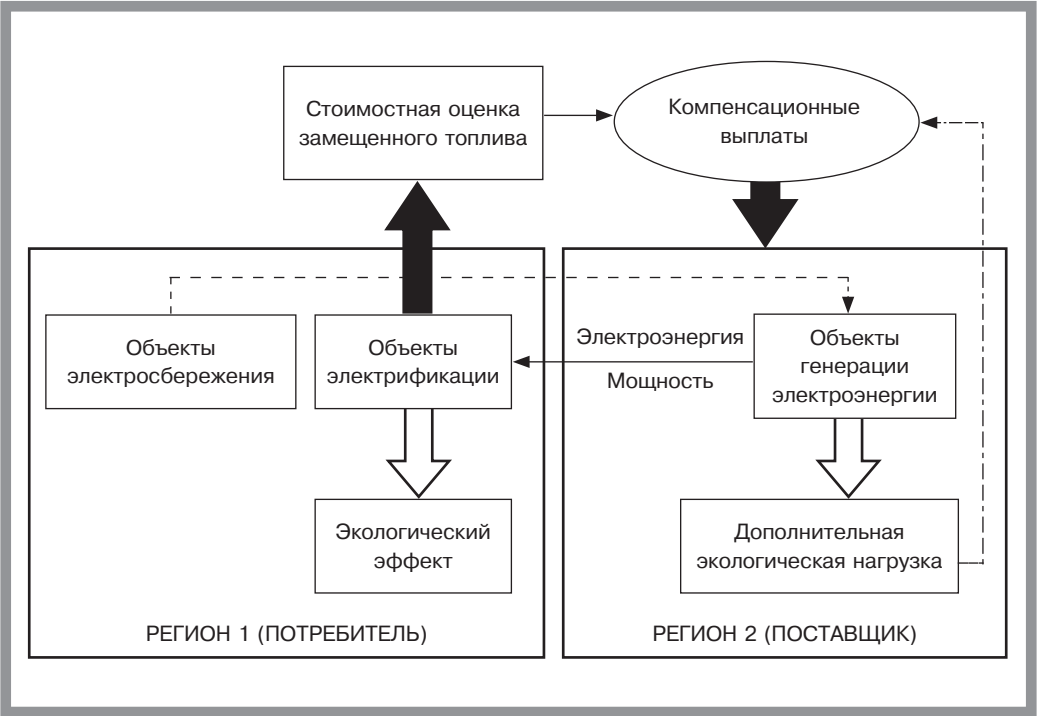 Стоимостная оценка
замещенного топлива
Компенсационные
выплаты
Объекты
электросбережения
Объекты
электрификации
Электроэнергия
Мощность
Объекты
генерации
электроэнергии
Экологический
эффект
Дополнительная
экологическая нагрузка
РЕГИОН 1 (ПОТРЕБИТЕЛЬ)
РЕГИОН 2 (ПОСТАВЩИК)